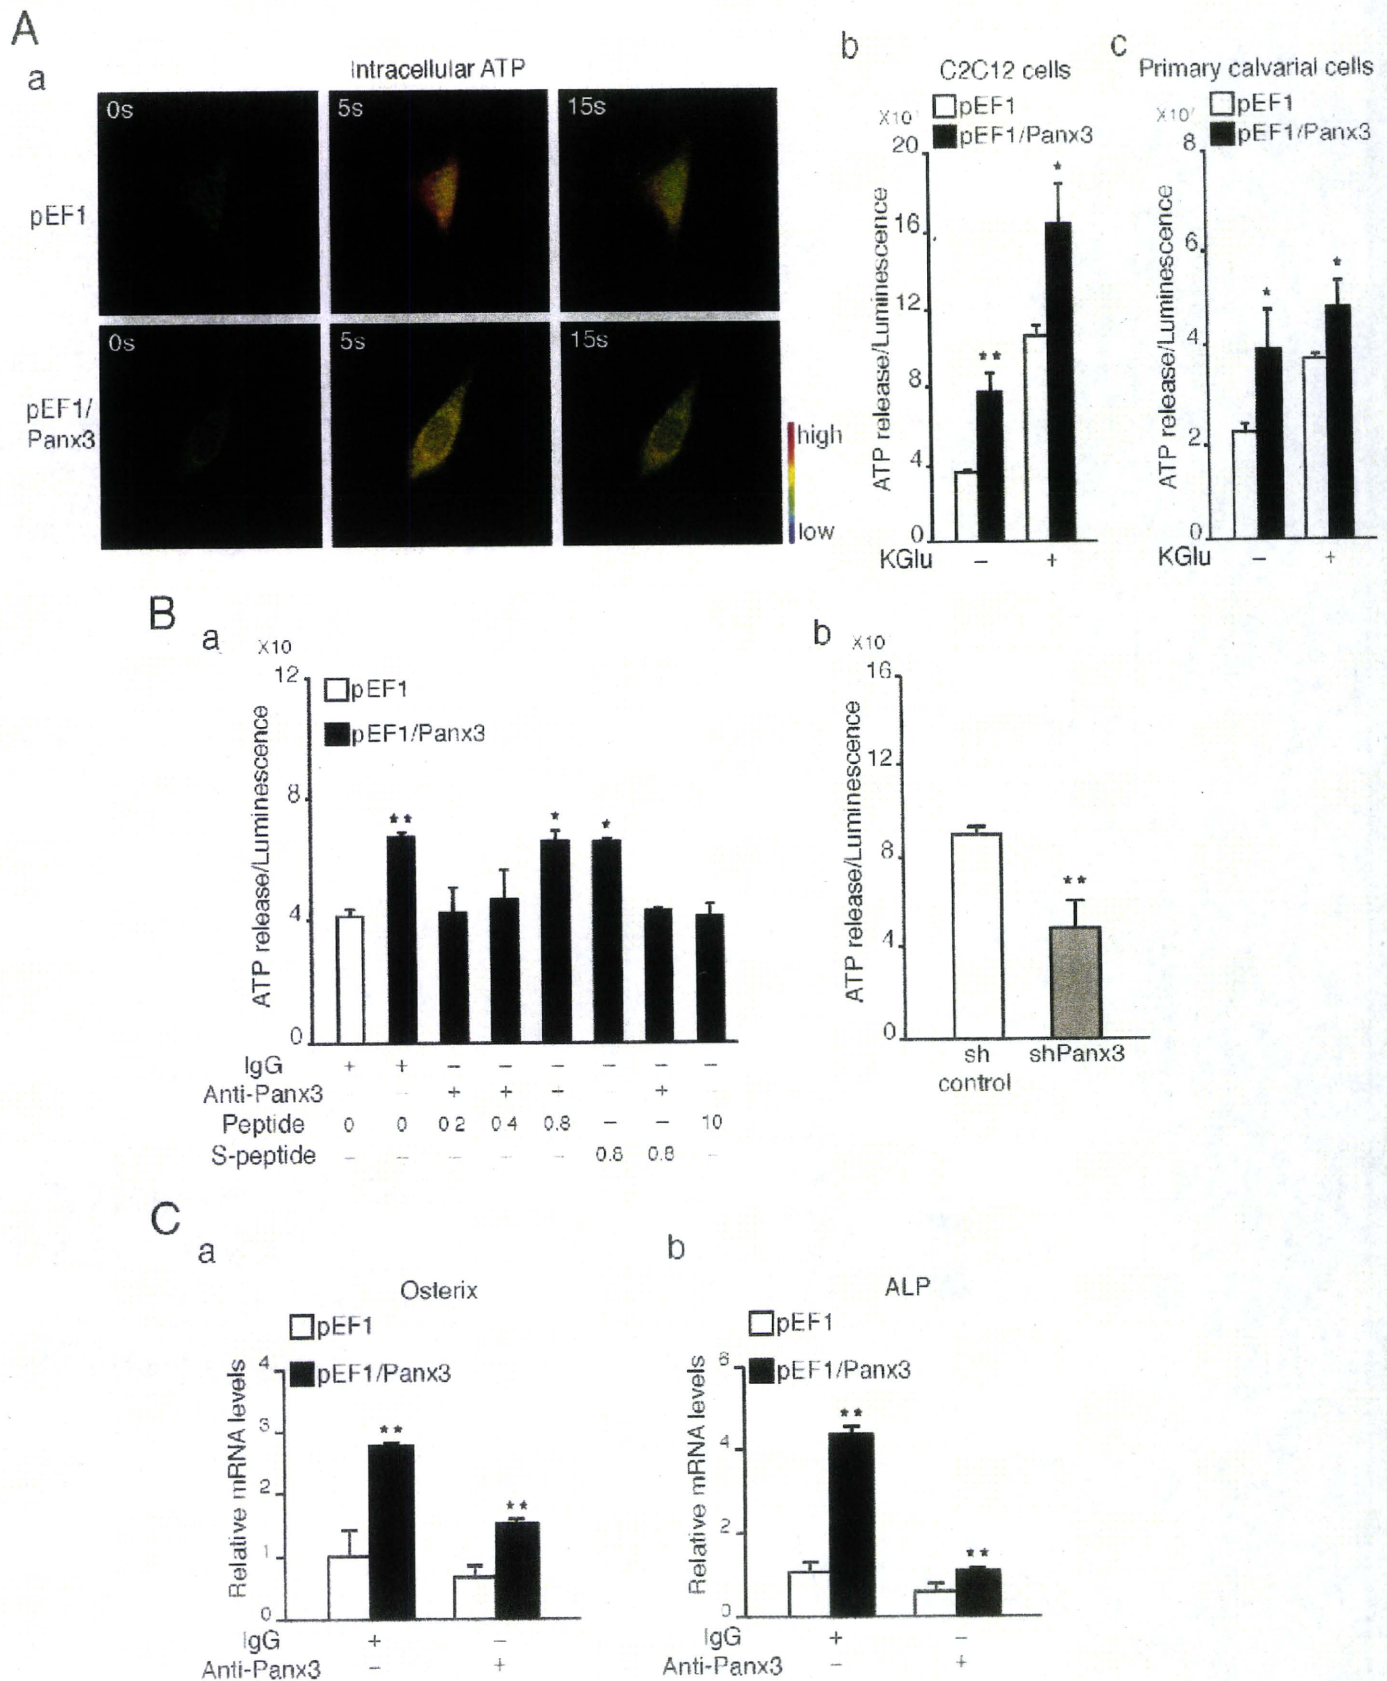 A
a
Intracellular ATP
0s
5s
15s
pEF1
0s
5s
15s
pEF1/
Panx3
high
low
b
C2C12 cells
pEF1
pEF1/Panx3
20
16
12
8
4
0
ATP release/Luminescence
*
**
KGlu − +
c
Primary calvarial cells
pEF1
pEF1/Panx3
8
6
4
2
0
ATP release/Luminescence
*
*
KGlu − +
B
a
X10
pEF1
pEF1/Panx3
12
8
4
0
ATP release/Luminescence
** * *
IgG + + − − − − − −
Anti-Panx3 + + − +
Peptide 0 0 0 2 0 4 0.8 − − 10
S-peptide − − − − − 0.8 0.8 −
b
X10
16
12
8
4
0
ATP release/Luminescence
**
sh
control
shPanx3
C
a
Osterix
pEF1
pEF1/Panx3
4
3
2
1
0
Relative mRNA levels
**
**
IgG + −
Anti-Panx3 − +
b
ALP
pEF1
pEF1/Panx3
6
4
2
0
Relative mRNA levels
**
**
IgG + −
Anti-Panx3 − +